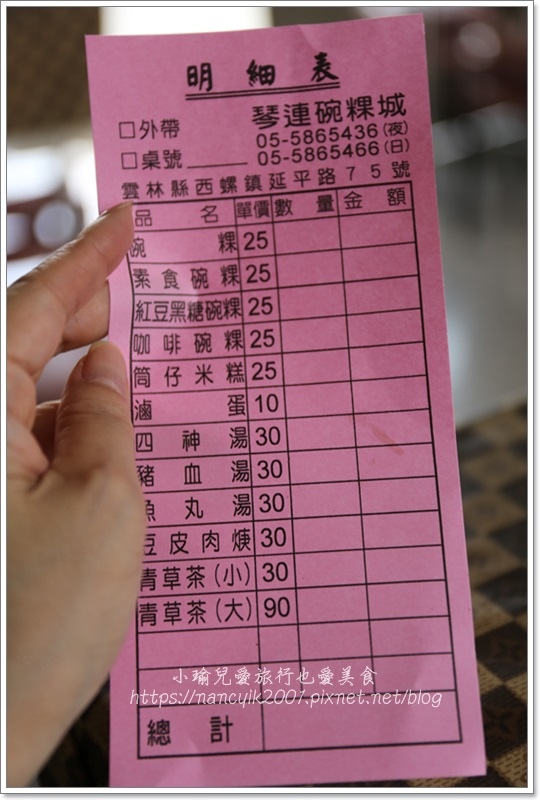 明細表
琴連碗粿城
□外帶
05-5865436(夜)
□桌號
05-5865466(日)
雲林縣西螺鎮延平路75號
品名 單價 數量 金額
碗粿 25
素食碗粿 25
紅豆黑糖碗粿 25
咖啡碗粿 25
筒仔米糕 25
滷蛋 10
四神湯 30
豬血湯 30
魚丸湯 30
豆皮肉焿 30
青草茶(小) 30
青草茶(大) 90
總計
小瑜兒愛旅行也愛美食
https://nancylk2007.pixnet.net/blog